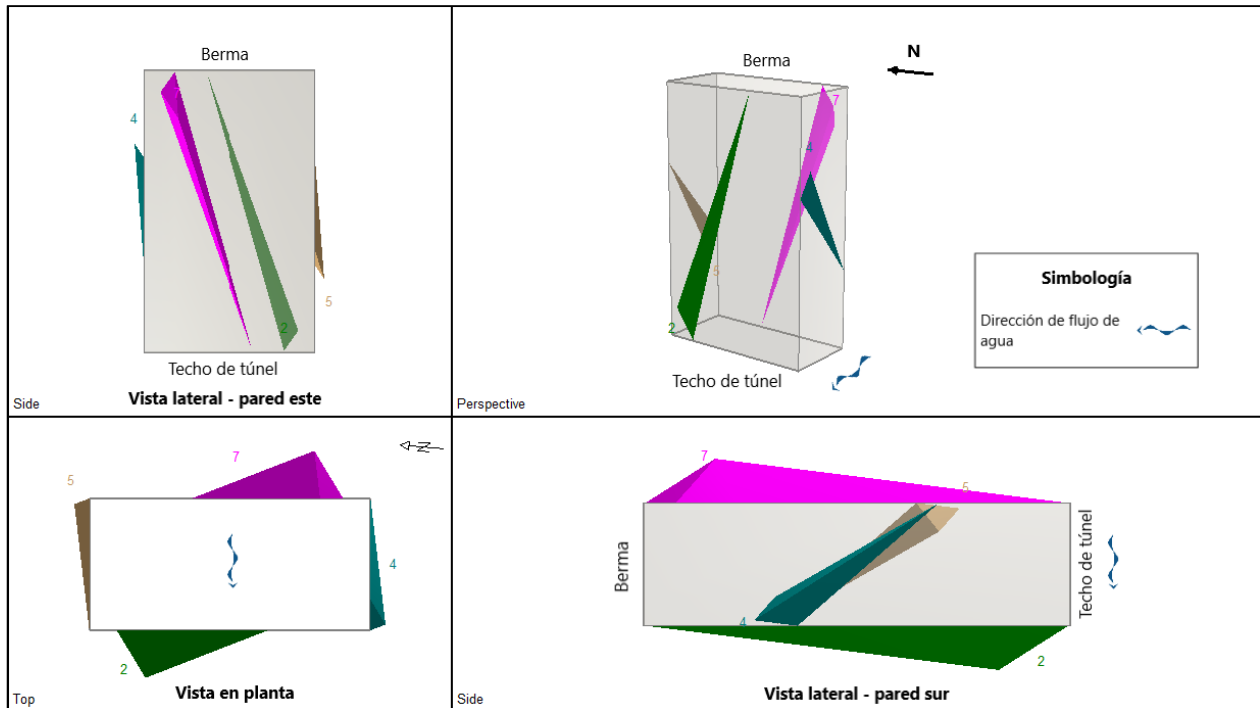 Berma
4
2
5
Techo de túnel
Vista lateral - pared este
Side
N
Berma
7
4
5
2
Techo de túnel
Perspective
Simbología
Dirección de flujo de
agua
N
7
5
4
2
Vista en planta
Top
7
5
Berma
Techo de túnel
4
2
Vista lateral - pared sur
Side